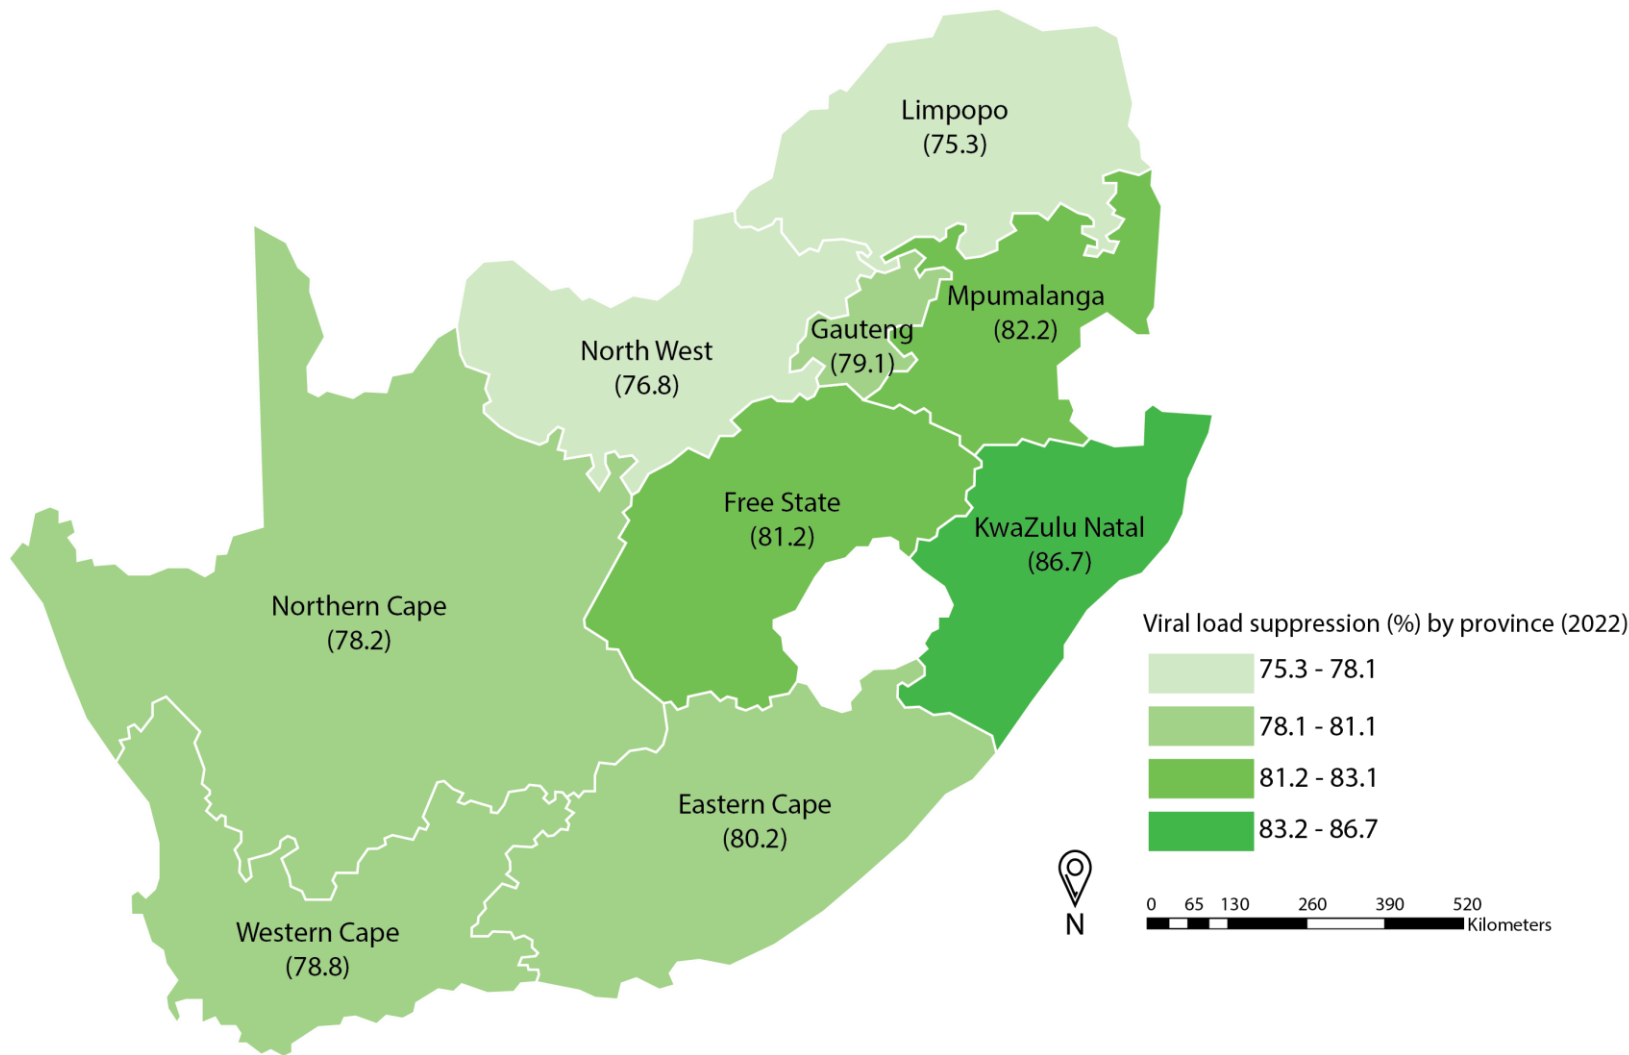 Limpopo
(75.3)
Mpumalanga
(82.2)
Gauteng
(79.1)
North West
(76.8)
Free State
(81.2)
KwaZulu Natal
(86.7)
Northern Cape
(78.2)
Eastern Cape
(80.2)
Western Cape
(78.8)
Viral load suppression (%) by province (2022)
75.3 - 78.1
78.1 - 81.1
81.2 - 83.1
83.2 - 86.7
N
0 65 130 260 390 520
Kilometers